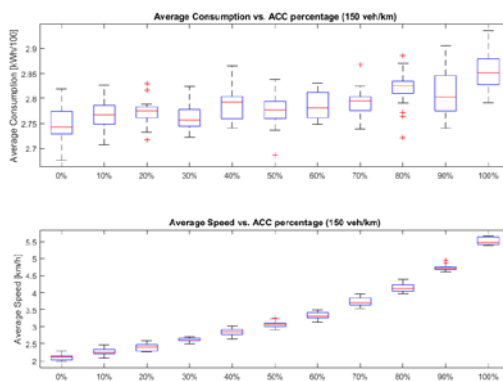 Average Consumption vs. ACC percentage (150 veh/km)
Average Consumption [kWh/100]
2.9
2.85
2.8
2.75
2.7
0% 10% 20% 30% 40% 50% 60% 70% 80% 90% 100%
Average Speed vs. ACC percentage (150 veh/km)
Average Speed [km/h]
5.5
5
4.5
4
3.5
3
2.5
2
0% 10% 20% 30% 40% 50% 60% 70% 80% 90% 100%